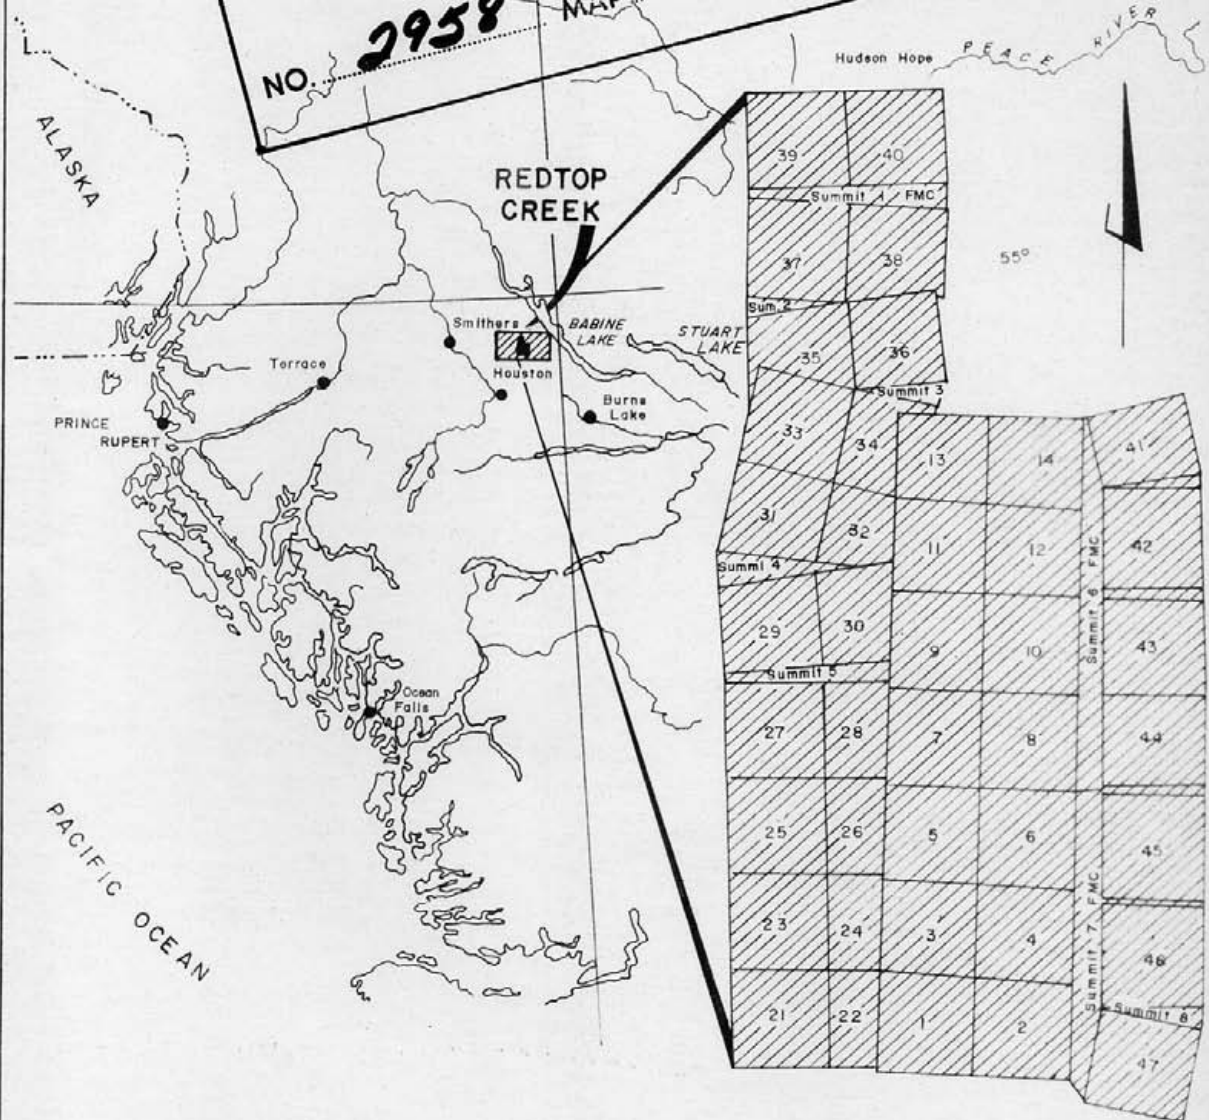 NO. 2958 MAP
Hudson Hope
PEACE RIVER
ALASKA
REDTOP
CREEK
55°
Smithers
BABINE
LAKE
STUART
LAKE
Terrace
Houston
Burns
Lake
PRINCE
RUPERT
Ocean
Falls
PACIFIC OCEAN
39 40
Summit 1 FMC
37 38
Sum. 2
35 36
Summit 3
33 34 13 14 41
31 32 11 12 42
Summi 4
29 30 9 10 43
Summit 6 FMC
Summit 5
27 28 7 8 44
25 26 5 6 45
23 24 3 4 46
Summit 7 FMC
Summit 8
21 22 1 2 47